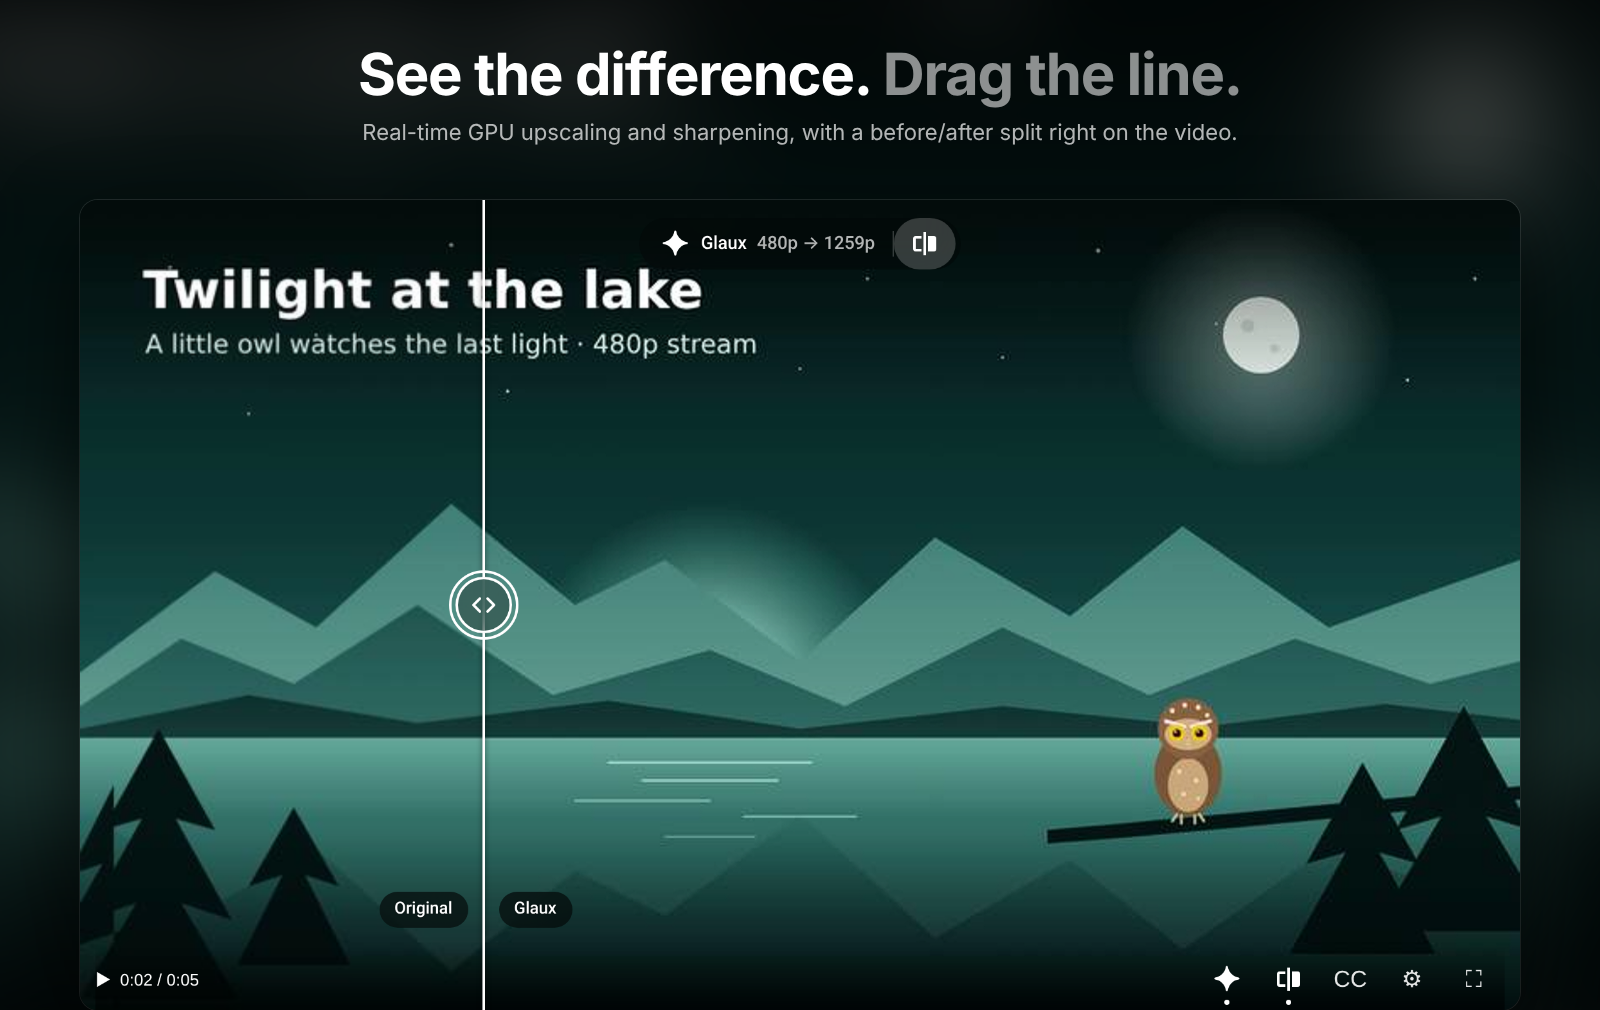 See the difference. Drag the line.
Real-time GPU upscaling and sharpening, with a before/after split right on the video.
Glaux 480p → 1259p
Twilight at the lake
A little owl watches the last light · 480p stream
Original
Glaux
0:02 / 0:05
CC